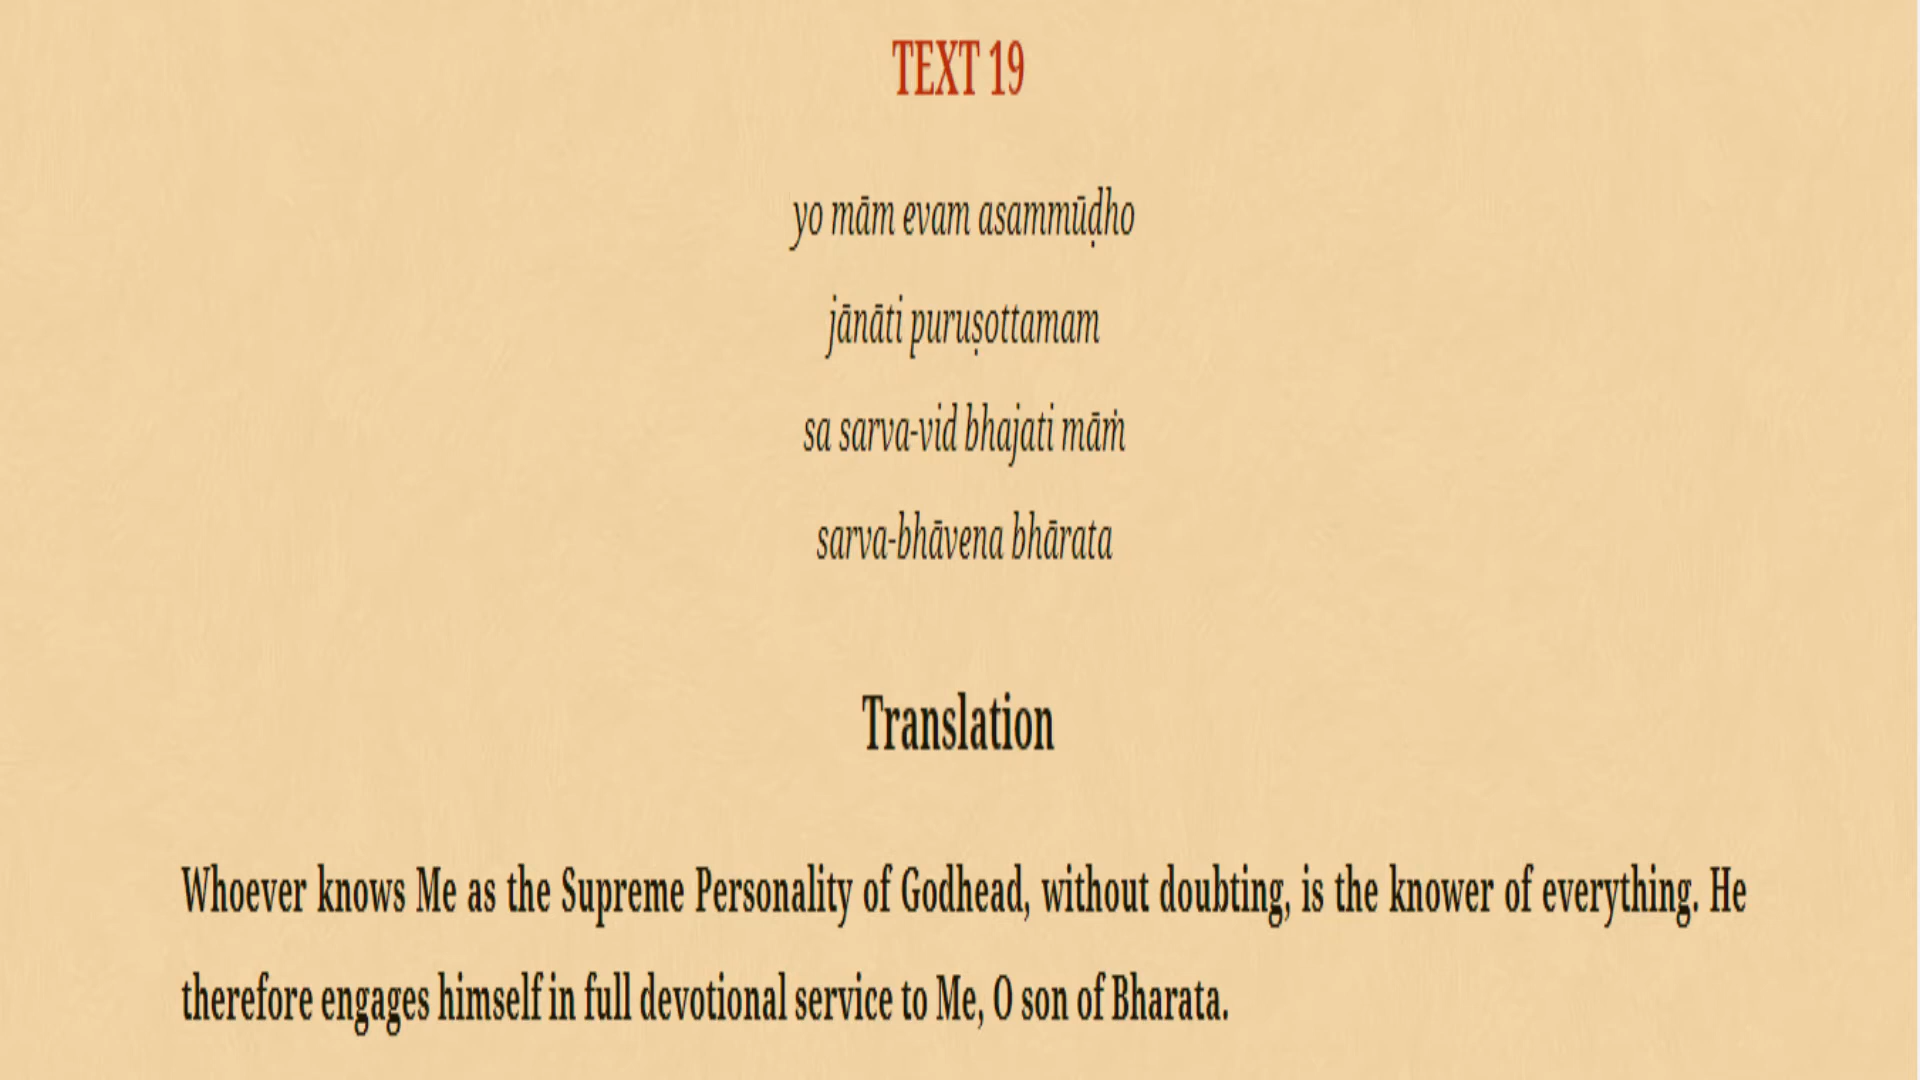 TEXT 19
yo mām evam asammūḍho
jānāti puruṣottamam
sa sarva-vid bhajati māṁ
sarva-bhāvena bhārata
Translation
Whoever knows Me as the Supreme Personality of Godhead, without doubting, is the knower of everything. He
therefore engages himself in full devotional service to Me, O son of Bharata.